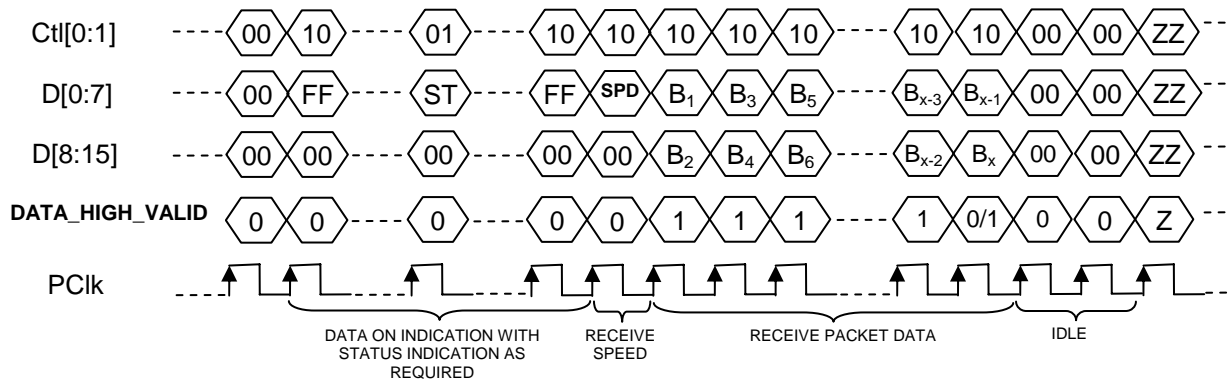 Ctl[0:1] 00 10 01 10 10 10 10 10 10 10 00 00 ZZ
D[0:7] 00 FF ST FF SPD B1 B3 B5 Bx-3 Bx-1 00 00 ZZ
D[8:15] 00 00 00 00 00 B2 B4 B6 Bx-2 Bx 00 00 ZZ
DATA_HIGH_VALID 0 0 0 0 0 1 1 1 1 0/1 0 0 Z
PClk
DATA ON INDICATION WITH
STATUS INDICATION AS
REQUIRED
RECEIVE
SPEED
RECEIVE PACKET DATA
IDLE